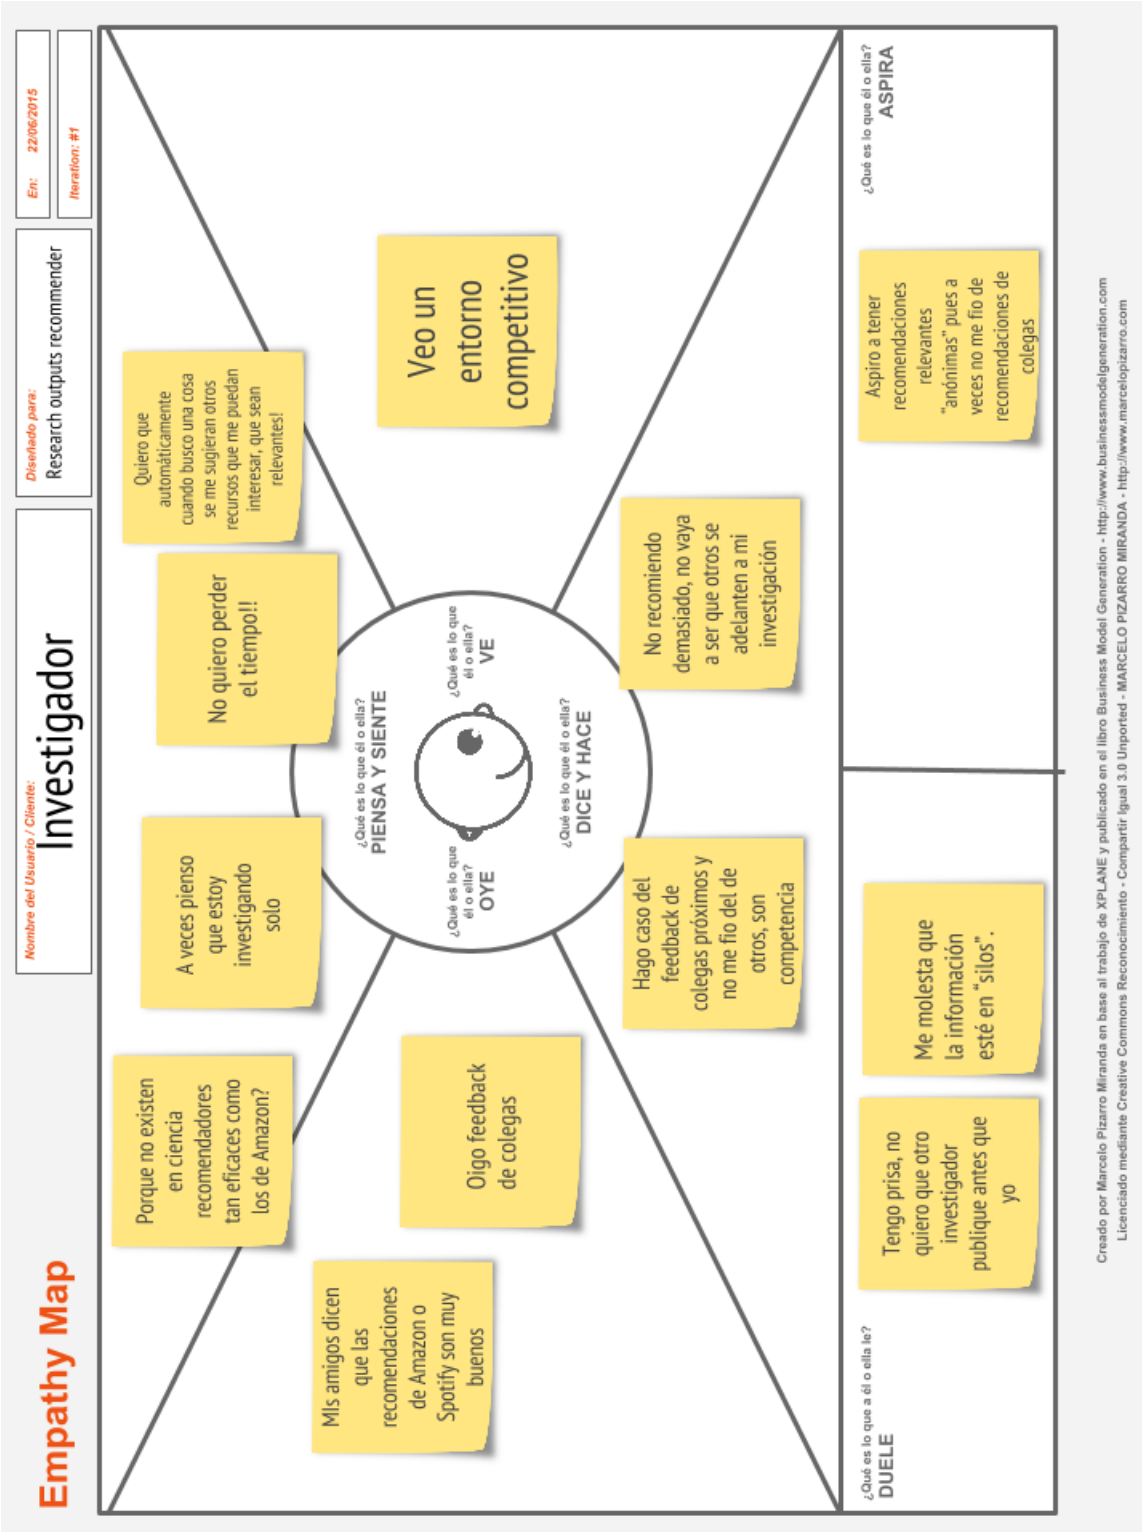 Empathy Map
Nombre del Usuario / Cliente:
Investigador
Diseñado para:
Research outputs recommender
En: 22/06/2015
Iteration: #1
Porque no existen
en ciencia
recomendadores
tan eficaces como
los de Amazon?
A veces pienso
que estoy
investigando
solo
No quiero perder
el tiempo!!
Quiero que
automáticamente
cuando busco una cosa
se me sugieran otros
recursos que me puedan
interesar, que sean
relevantes!
MIs amigos dicen
que las
recomendaciones
de Amazon o
Spotify son muy
buenos
Oigo feedback
de colegas
¿Qué es lo que él o ella?
PIENSA Y SIENTE
¿Qué es lo que
él o ella?
OYE
¿Qué es lo que
él o ella?
VE
¿Qué es lo que él o ella?
DICE Y HACE
Veo un
entorno
competitivo
Hago caso del
feedback de
colegas próximos y
no me fio del de
otros, son
competencia
No recomiendo
demasiado, no vaya
a ser que otros se
adelanten a mi
investigación
¿Qué es lo que a él o ella le?
DUELE
Tengo prisa, no
quiero que otro
investigador
publique antes que
yo
Me molesta que
la información
esté en “silos”.
¿Qué es lo que él o ella?
ASPIRA
Aspiro a tener
recomendaciones
relevantes
“anónimas” pues a
veces no me fio de
recomendaciones de
colegas
Creado por Marcelo Pizarro Miranda en base al trabajo de XPLANE y publicado en el libro Business Model Generation - http://www.businessmodelgeneration.com
Licenciado mediante Creative Commons Reconocimiento - Compartir Igual 3.0 Unported - MARCELO PIZARRO MIRANDA - http://www.marcelopizarro.com